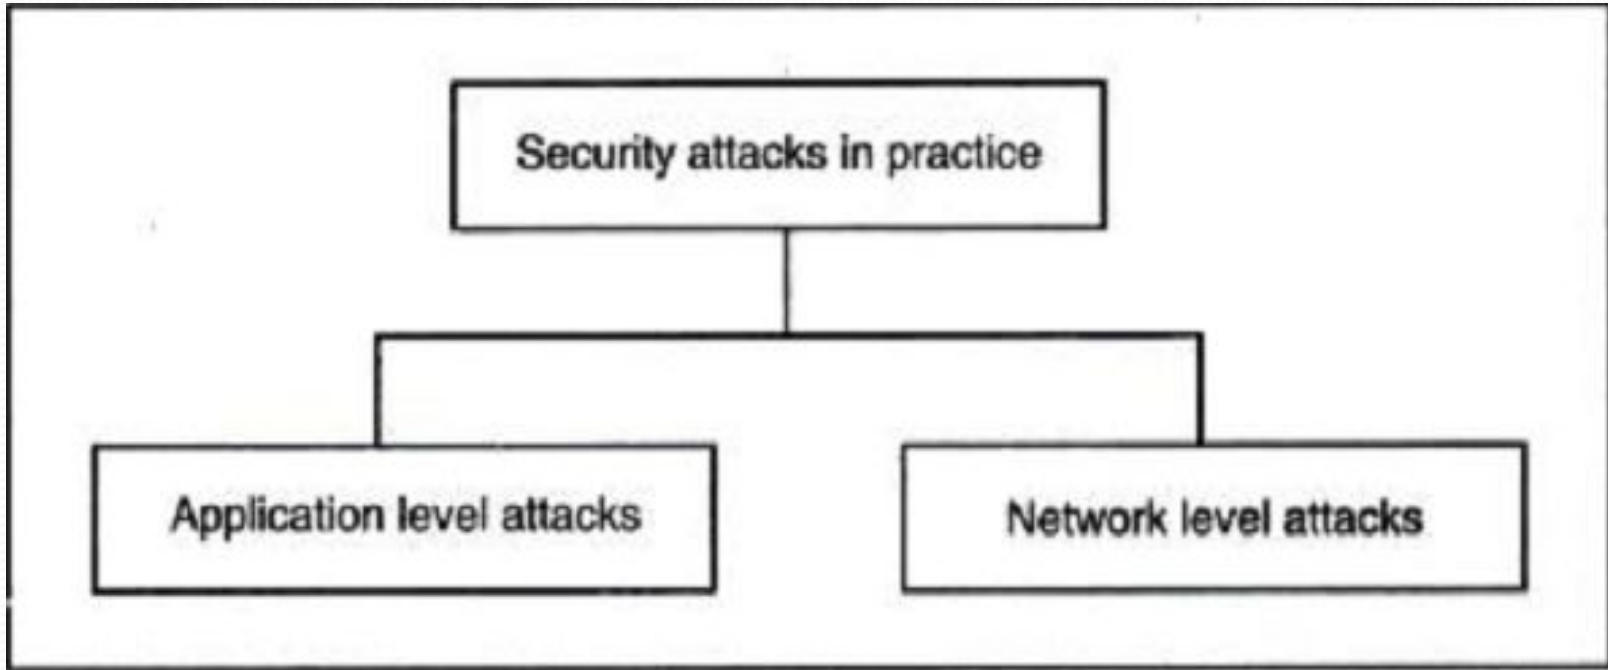 Security attacks in practice
Application level attacks
Network level attacks